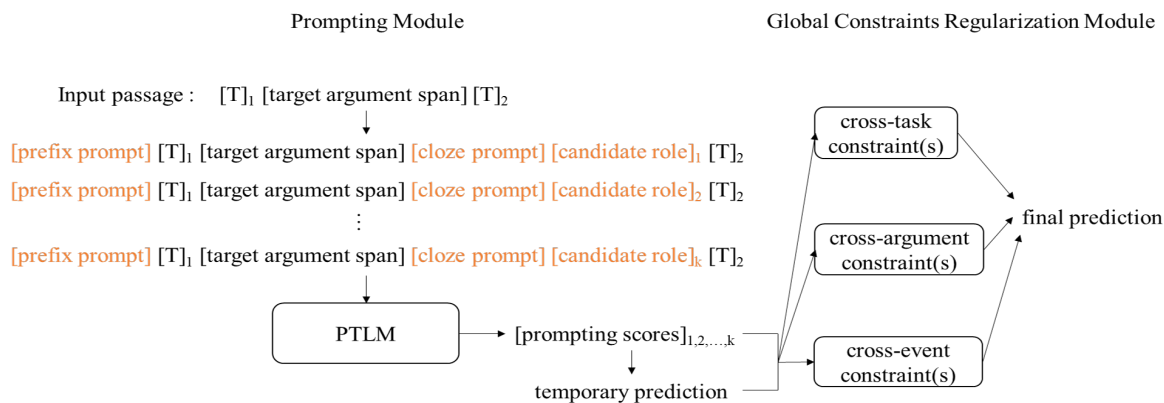 Prompting Module
Global Constraints Regularization Module
Input passage : [T]₁ [target argument span] [T]₂
[prefix prompt] [T]₁ [target argument span] [cloze prompt] [candidate role]₁ [T]₂
[prefix prompt] [T]₁ [target argument span] [cloze prompt] [candidate role]₂ [T]₂
⋮
[prefix prompt] [T]₁ [target argument span] [cloze prompt] [candidate role]ₖ [T]₂
PTLM
[prompting scores]₁,₂,…,ₖ
temporary prediction
cross-task
constraint(s)
cross-argument
constraint(s)
cross-event
constraint(s)
final prediction